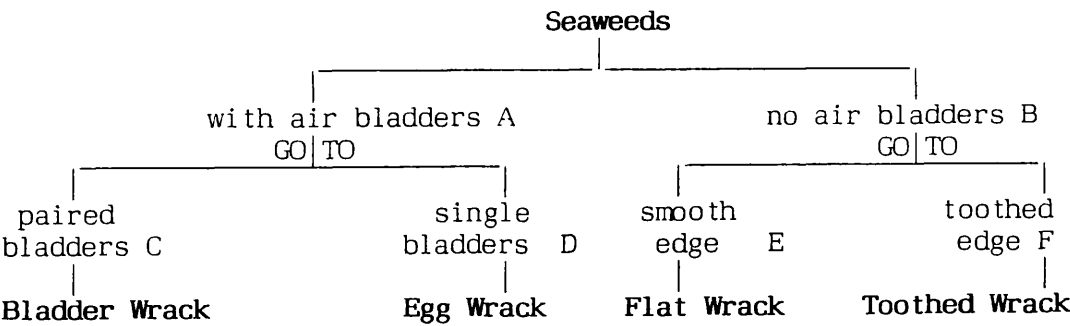 Seaweeds
with air bladders A no air bladders B
GO TO GO TO
paired single smooth toothed
bladders C bladders D edge E edge F
Bladder Wrack Egg Wrack Flat Wrack Toothed Wrack